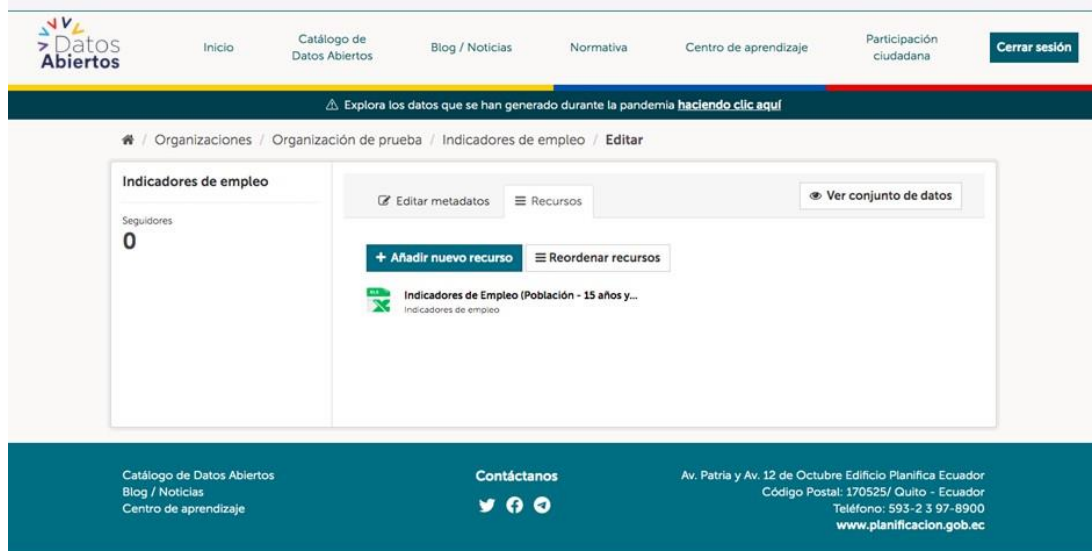 Datos
Abiertos
Inicio
Catálogo de
Datos Abiertos
Blog / Noticias
Normativa
Centro de aprendizaje
Participación
ciudadana
Cerrar sesión
Explora los datos que se han generado durante la pandemia haciendo clic aquí
/ Organizaciones / Organización de prueba / Indicadores de empleo / Editar
Indicadores de empleo
Seguidores
0
Editar metadatos
Recursos
Ver conjunto de datos
+ Añadir nuevo recurso
Reordenar recursos
XLS
Indicadores de Empleo (Población - 15 años y...
Indicadores de empleo
Catálogo de Datos Abiertos
Blog / Noticias
Centro de aprendizaje
Contáctanos
Av. Patria y Av. 12 de Octubre Edificio Planifica Ecuador
Código Postal: 170525/ Quito - Ecuador
Teléfono: 593-2 3 97-8900
www.planificacion.gob.ec